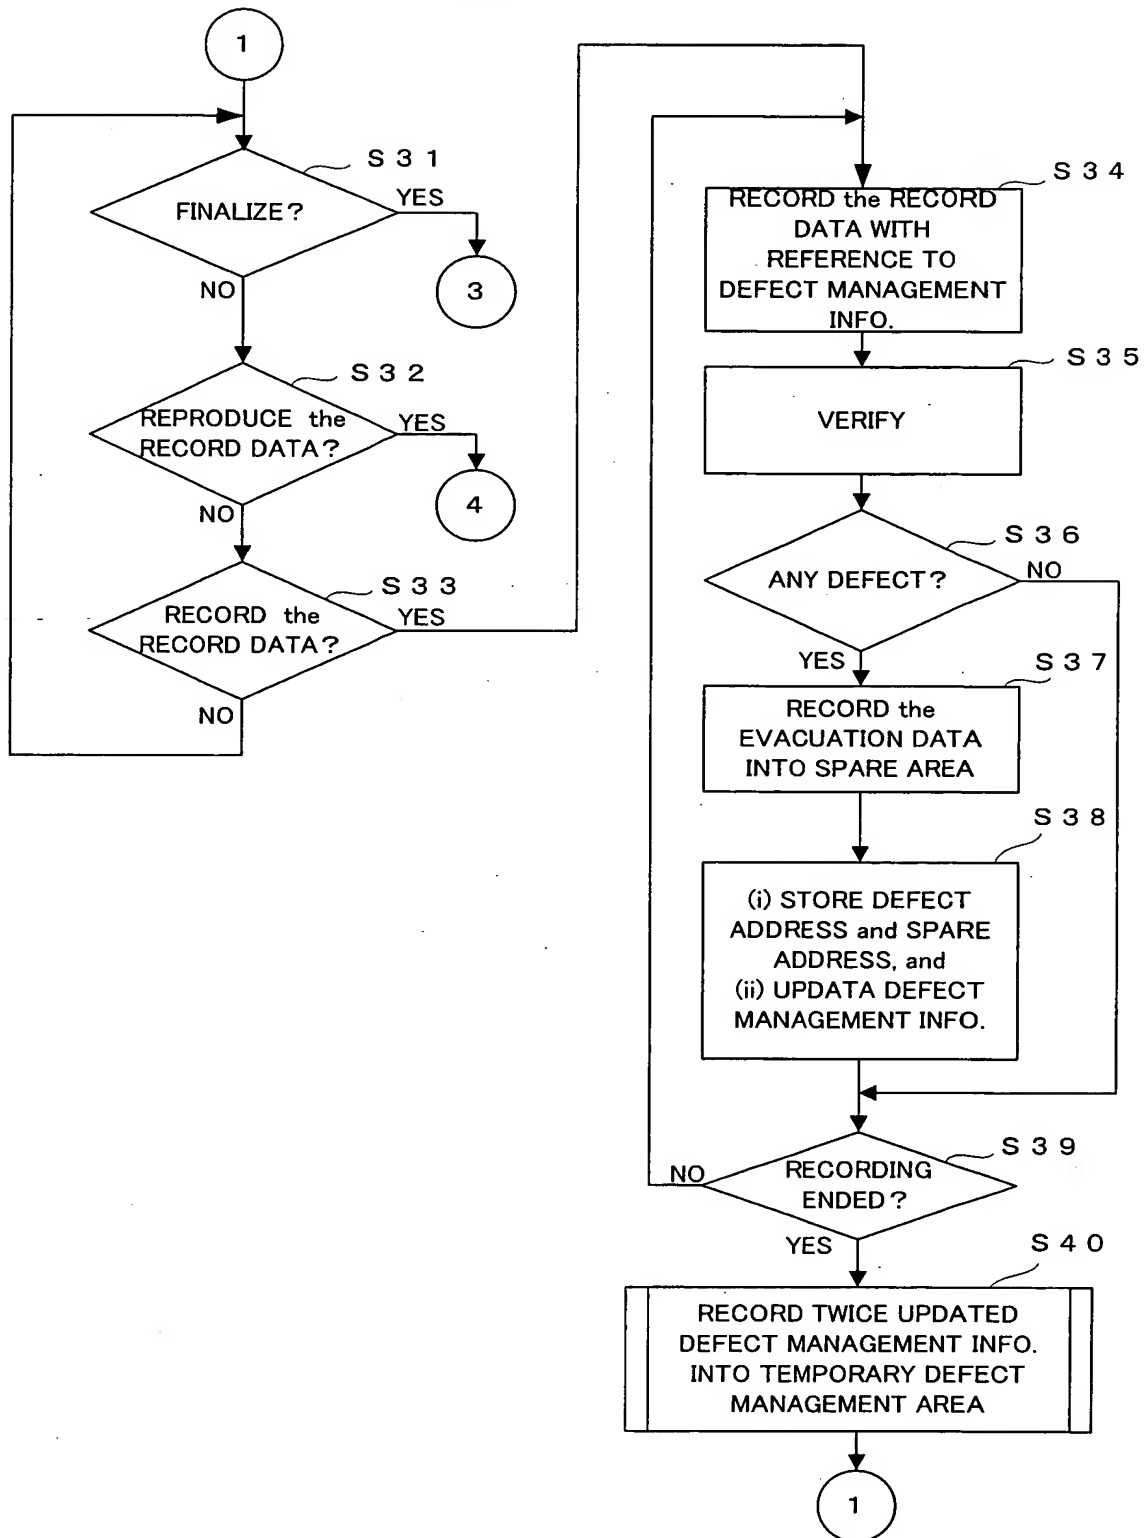 1
S31
FINALIZE?
YES
3
NO
S32
REPRODUCE the
RECORD DATA?
YES
4
NO
S33
RECORD the
RECORD DATA?
YES
NO
S34
RECORD the RECORD
DATA WITH
REFERENCE TO
DEFECT MANAGEMENT
INFO.
S35
VERIFY
S36
ANY DEFECT?
NO
YES
S37
RECORD the
EVACUATION DATA
INTO SPARE AREA
S38
(i) STORE DEFECT
ADDRESS and SPARE
ADDRESS, and
(ii) UPDATA DEFECT
MANAGEMENT INFO.
S39
RECORDING
ENDED?
NO
YES
S40
RECORD TWICE UPDATED
DEFECT MANAGEMENT INFO.
INTO TEMPORARY DEFECT
MANAGEMENT AREA
1